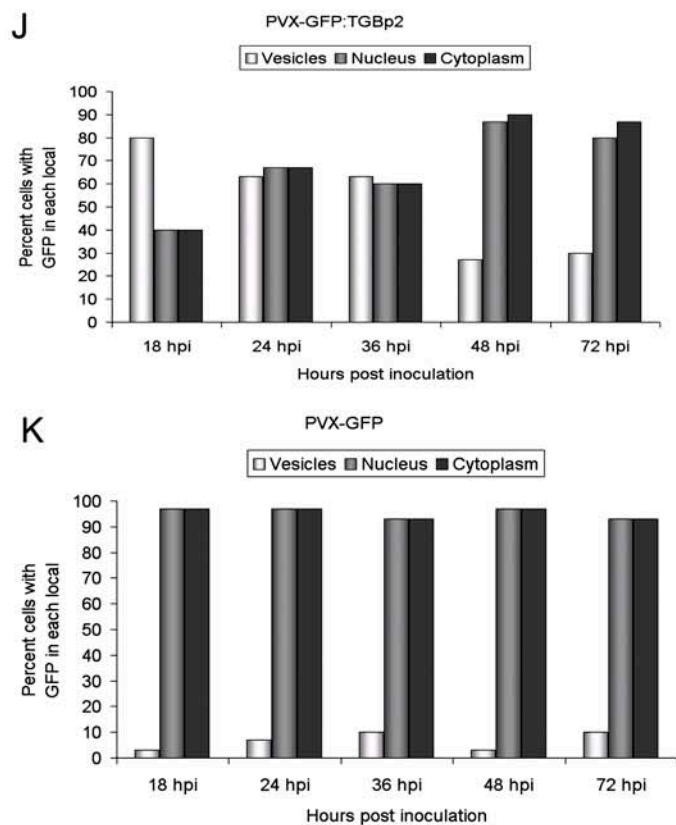 J
PVX-GFP:TGBp2
Vesicles Nucleus Cytoplasm
Percent cells with
GFP in each local
100
90
80
70
60
50
40
30
20
10
0
18 hpi 24 hpi 36 hpi 48 hpi 72 hpi
Hours post inoculation
K
PVX-GFP
Vesicles Nucleus Cytoplasm
Percent cells with
GFP in each local
100
90
80
70
60
50
40
30
20
10
0
18 hpi 24 hpi 36 hpi 48 hpi 72 hpi
Hours post inoculation